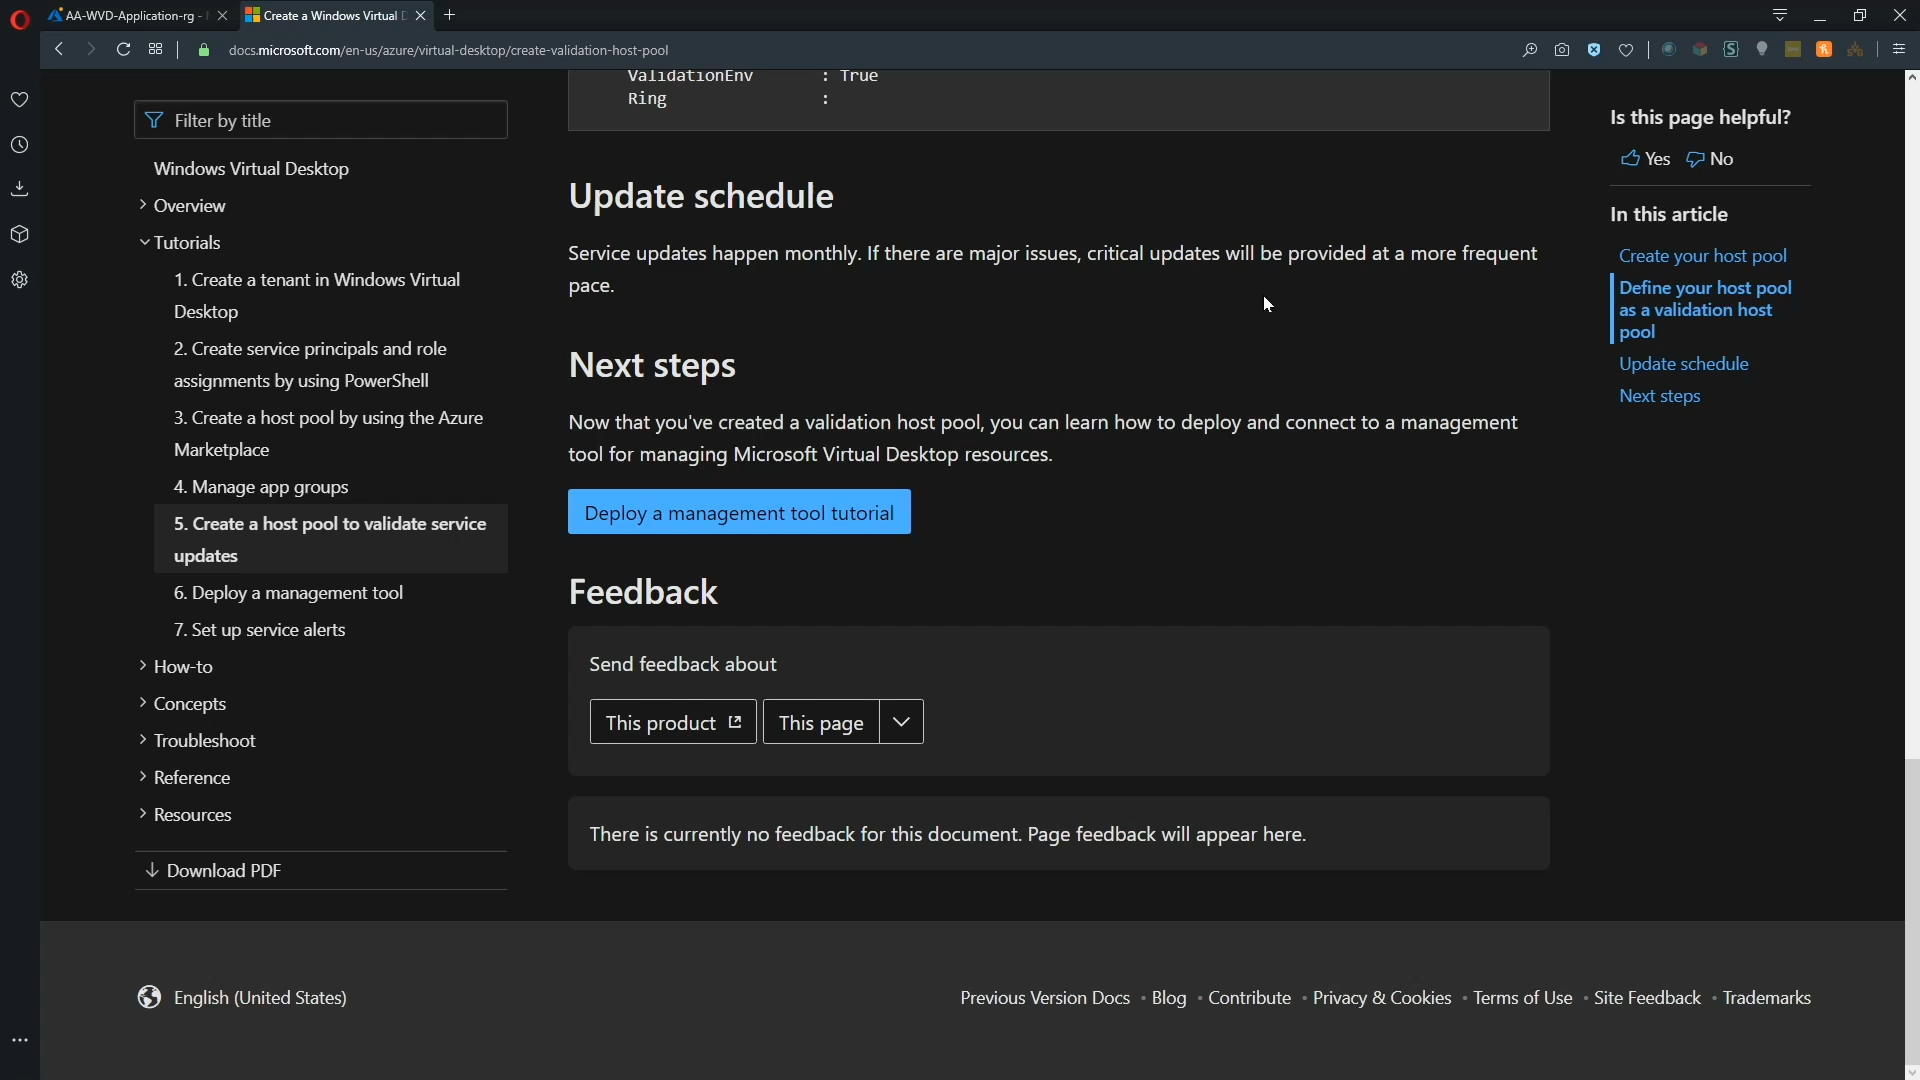 AA-WVD-Application-rg -
Create a Windows Virtual
docs.microsoft.com/en-us/azure/virtual-desktop/create-validation-host-pool
Filter by title
Windows Virtual Desktop
Overview
Tutorials
1. Create a tenant in Windows Virtual
Desktop
2. Create service principals and role
assignments by using PowerShell
3. Create a host pool by using the Azure
Marketplace
4. Manage app groups
5. Create a host pool to validate service
updates
6. Deploy a management tool
7. Set up service alerts
How-to
Concepts
Troubleshoot
Reference
Resources
Download PDF
ValidationEnv : True
Ring :
Update schedule
Service updates happen monthly. If there are major issues, critical updates will be provided at a more frequent
pace.
Next steps
Now that you've created a validation host pool, you can learn how to deploy and connect to a management
tool for managing Microsoft Virtual Desktop resources.
Deploy a management tool tutorial
Feedback
Send feedback about
This product
This page
There is currently no feedback for this document. Page feedback will appear here.
Is this page helpful?
Yes No
In this article
Create your host pool
Define your host pool
as a validation host
pool
Update schedule
Next steps
English (United States)
Previous Version Docs • Blog • Contribute • Privacy & Cookies • Terms of Use • Site Feedback • Trademarks